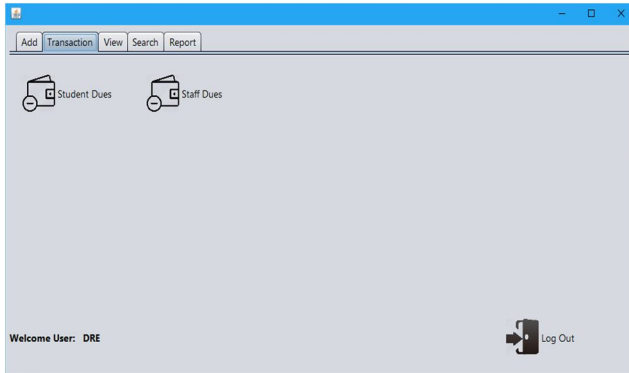 Add Transaction View Search Report
Student Dues Staff Dues
Welcome User: DRE
Log Out